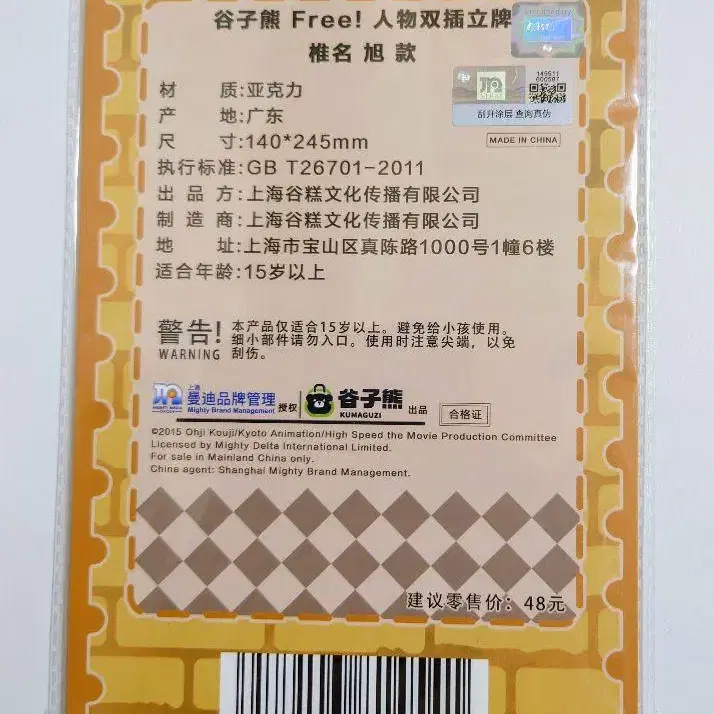 谷子熊 Free! 人物双插立牌
椎名 旭 款
材 质:亚克力
产 地:广东
尺 寸:140*245mm
执行标准:GB T26701-2011
出 品 方:上海谷糕文化传播有限公司
制 造 商:上海谷糕文化传播有限公司
地 址:上海市宝山区真陈路1000号1幢6楼
适合年龄:15岁以上
刮开涂层 查询真伪
MADE IN CHINA
警告!
WARNING
本产品仅适合15岁以上。避免给小孩使用。
细小部件请勿入口。使用时注意尖端，以免
刮伤。
上海
曼迪品牌管理
Mighty Brand Management
授权
谷子熊
KUMAGUZI
出品
合格证
©2015 Ohji Kouji/Kyoto Animation/High Speed the Movie Production Committee
Licensed by Mighty Delta International Limited.
For sale in Mainland China only.
China agent: Shanghai Mighty Brand Management.
建议零售价：48元